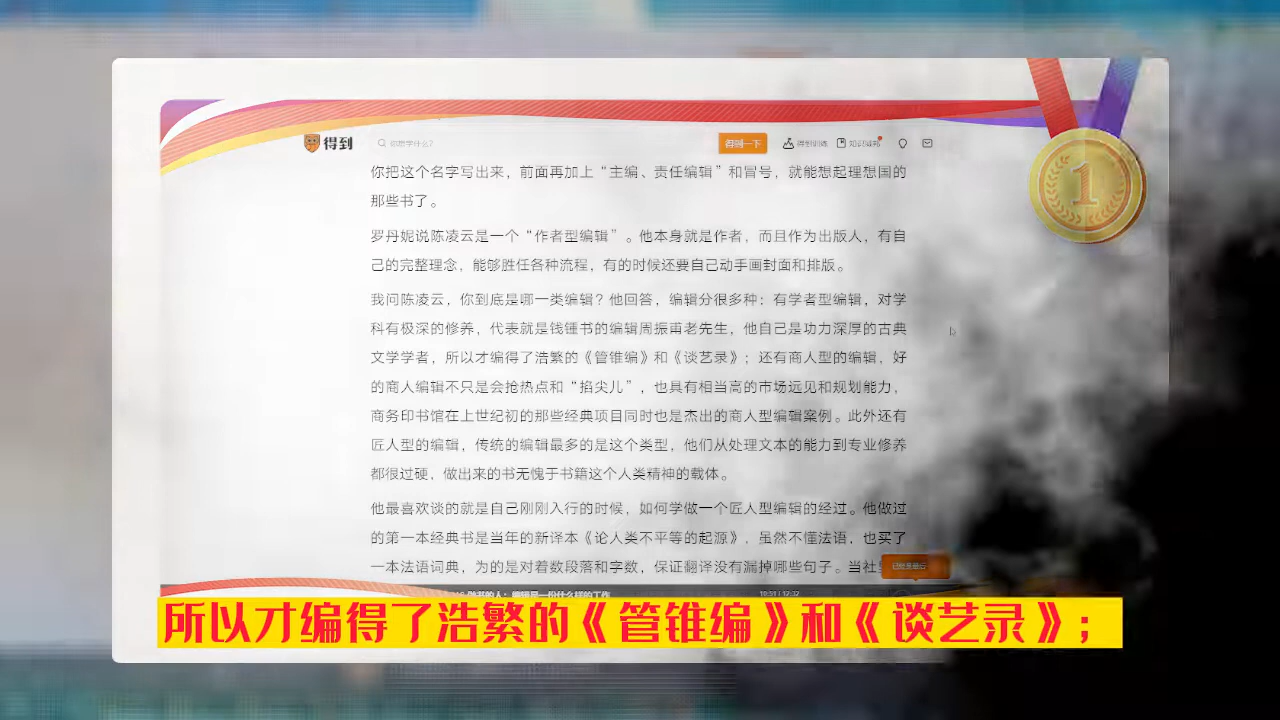 得到
你想学什么?
得到一下
1
你把这个名字写出来，前面再加上“主编、责任编辑”和冒号，就能想起理想国的
那些书了。
罗丹妮说陈凌云是一个“作者型编辑”。他本身就是作者，而且作为出版人，有自
己的完整理念，能够胜任各种流程，有的时候还要自己动手画封面和排版。
我问陈凌云，你到底是哪一类编辑？他回答，编辑分很多种：有学者型编辑，对学
科有极深的修养，代表就是钱锺书的编辑周振甫老先生，他自己是功力深厚的古典
文学学者，所以才编得了浩繁的《管锥编》和《谈艺录》；还有商人型的编辑，好
的商人编辑不只是会抢热点和“掐尖儿”，也具有相当高的市场远见和规划能力，
商务印书馆在上世纪初的那些经典项目同时也是杰出的商人型编辑案例。此外还有
匠人型的编辑，传统的编辑最多的是这个类型，他们从处理文本的能力到专业修养
都很过硬，做出来的书无愧于书籍这个人类精神的载体。
他最喜欢谈的就是自己刚刚入行的时候，如何学做一个匠人型编辑的经过。他做过
的第一本经典书是当年的新译本《论人类不平等的起源》，虽然不懂法语，也买了
一本法语词典，为的是对着数段落和字数，保证翻译没有漏掉哪些句子。当社
所以才编得了浩繁的《管锥编》和《谈艺录》；